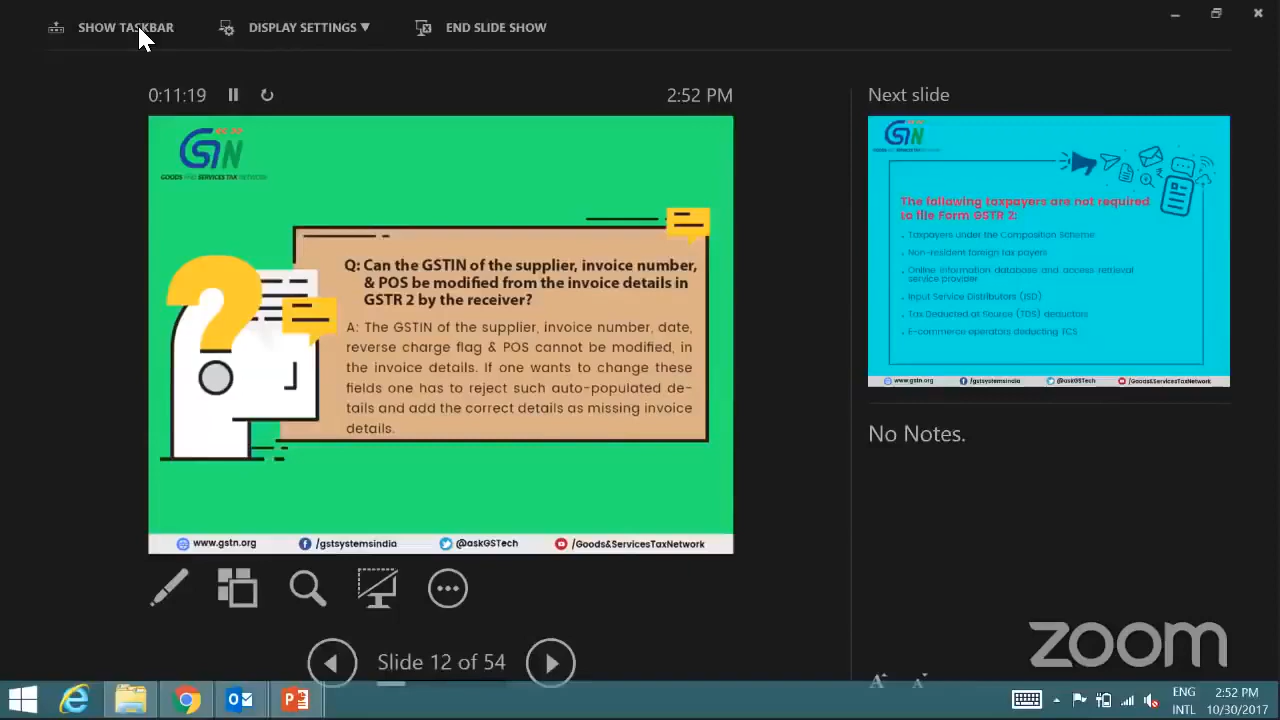 SHOW TASKBAR
DISPLAY SETTINGS
END SLIDE SHOW
0:11:19
2:52 PM
GOODS AND SERVICES TAX NETWORK
Q: Can the GSTIN of the supplier, invoice number,
& POS be modified from the invoice details in
GSTR 2 by the receiver?
A: The GSTIN of the supplier, invoice number, date,
reverse charge flag & POS cannot be modified, in
the invoice details. If one wants to change these
fields one has to reject such auto-populated de-
tails and add the correct details as missing invoice
details.
www.gstn.org
/gstsystemsindia
@askGSTech
/Goods&ServicesTaxNetwork
Slide 12 of 54
Next slide
The following taxpayers are not required
to file Form GSTR 2:
. Taxpayers under the Composition Scheme
. Non-resident foreign tax payers
. Online information database and access retrieval
service provider
. Input Service Distributors (ISD)
. Tax Deducted at Source (TDS) deductors
. E-commerce operators deducting TCS
www.gstn.org
/gstsystemsindia
@askGSTech
/Goods&ServicesTaxNetwork
No Notes.
zoom
A A
ENG
INTL
2:52 PM
10/30/2017